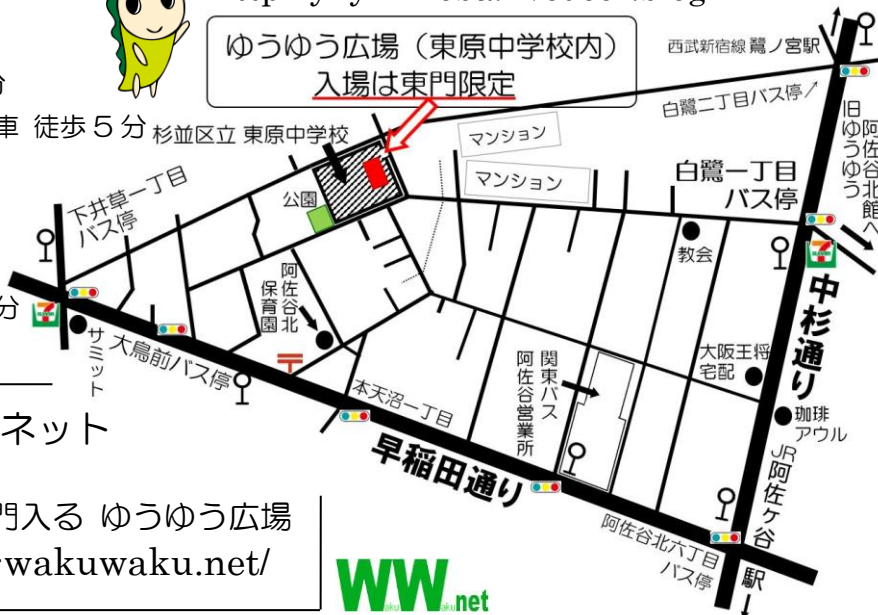 ゆうゆう広場（東原中学校内）
入場は東門限定
西武新宿線 鷺ノ宮駅
白鷺二丁目バス停
旧阿佐谷北館へ
ゆうゆう
分
車 徒歩５分
杉並区立 東原中学校
マンション
マンション
白鷺一丁目
バス停
下井草一丁目
バス停
公園
教会
阿佐谷北
保育園
分
サミット
大鳥前バス停
本天沼一丁目
関東バス
阿佐谷営業所
大阪王将
宅配
中杉通り
珈琲
アウル
早稲田通り
JR阿佐ヶ谷駅
阿佐谷北六丁目
バス停
ネット
門入る ゆうゆう広場
wakuwaku.net/
WW.net